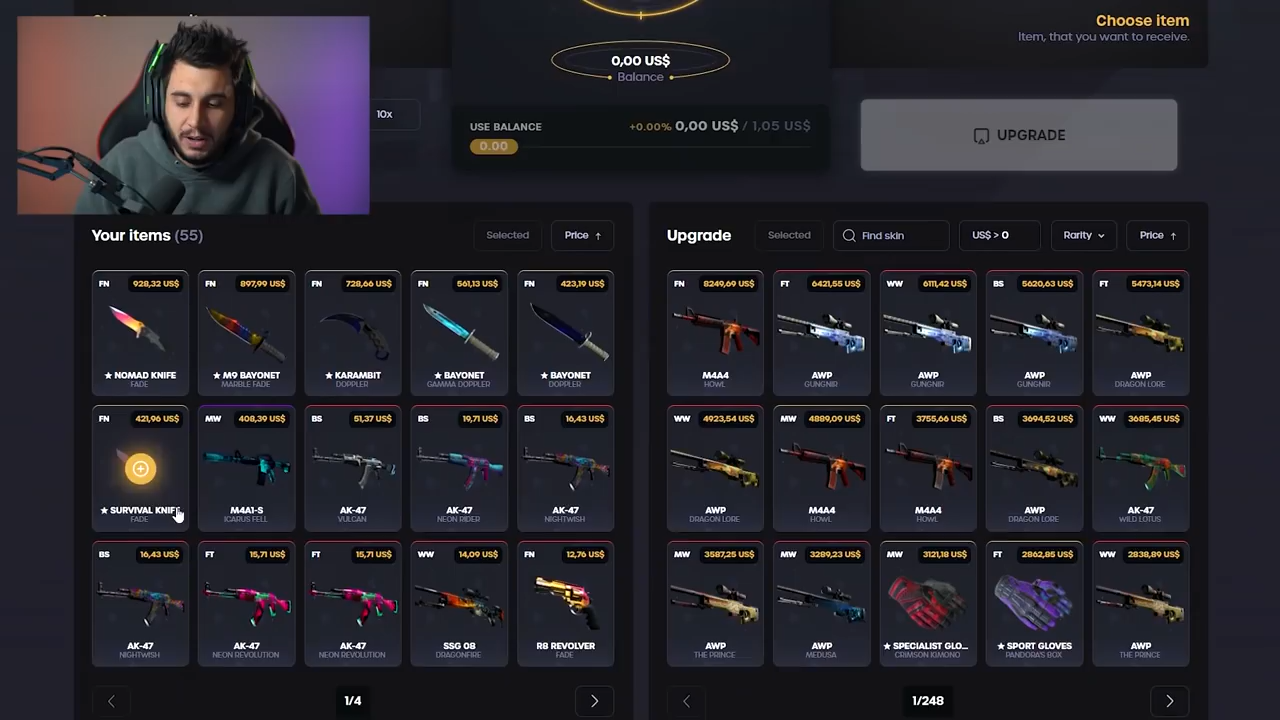 Choose item
Item, that you want to receive.
0,00 US$
Balance
10x
USE BALANCE
+0.00% 0,00 US$ / 1,05 US$
0.00
UPGRADE
Your items (55)
Selected
Price ↑
Upgrade
Selected
Find skin
US$ > 0
Rarity
Price ↑
FN 928,32 US$
FN 897,99 US$
FN 728,66 US$
FN 561,13 US$
FN 423,19 US$
★ NOMAD KNIFE
FADE
★ M9 BAYONET
MARBLE FADE
★ KARAMBIT
DOPPLER
★ BAYONET
GAMMA DOPPLER
★ BAYONET
DOPPLER
FN 8249,69 US$
FT 6421,55 US$
WW 6111,42 US$
BS 5620,63 US$
FT 5473,14 US$
M4A4
HOWL
AWP
GUNGNIR
AWP
GUNGNIR
AWP
GUNGNIR
AWP
DRAGON LORE
FN 421,96 US$
MW 408,39 US$
BS 51,37 US$
BS 19,71 US$
BS 16,43 US$
★ SURVIVAL KNIFE
FADE
M4A1-S
ICARUS FELL
AK-47
VULCAN
AK-47
NEON RIDER
AK-47
NIGHTWISH
WW 4923,54 US$
MW 4889,09 US$
FT 3755,66 US$
BS 3694,52 US$
WW 3685,45 US$
AWP
DRAGON LORE
M4A4
HOWL
M4A4
HOWL
AWP
DRAGON LORE
AK-47
WILD LOTUS
BS 16,43 US$
FT 15,71 US$
FT 15,71 US$
WW 14,09 US$
FN 12,76 US$
AK-47
NIGHTWISH
AK-47
NEON REVOLUTION
AK-47
NEON REVOLUTION
SSG 08
DRAGONFIRE
R8 REVOLVER
FADE
MW 3587,25 US$
MW 3289,23 US$
MW 3121,18 US$
FT 2862,85 US$
WW 2838,89 US$
AWP
THE PRINCE
AWP
MEDUSA
★ SPECIALIST GLO...
CRIMSON KIMONO
★ SPORT GLOVES
PANDORA'S BOX
AWP
THE PRINCE
1/4
1/248